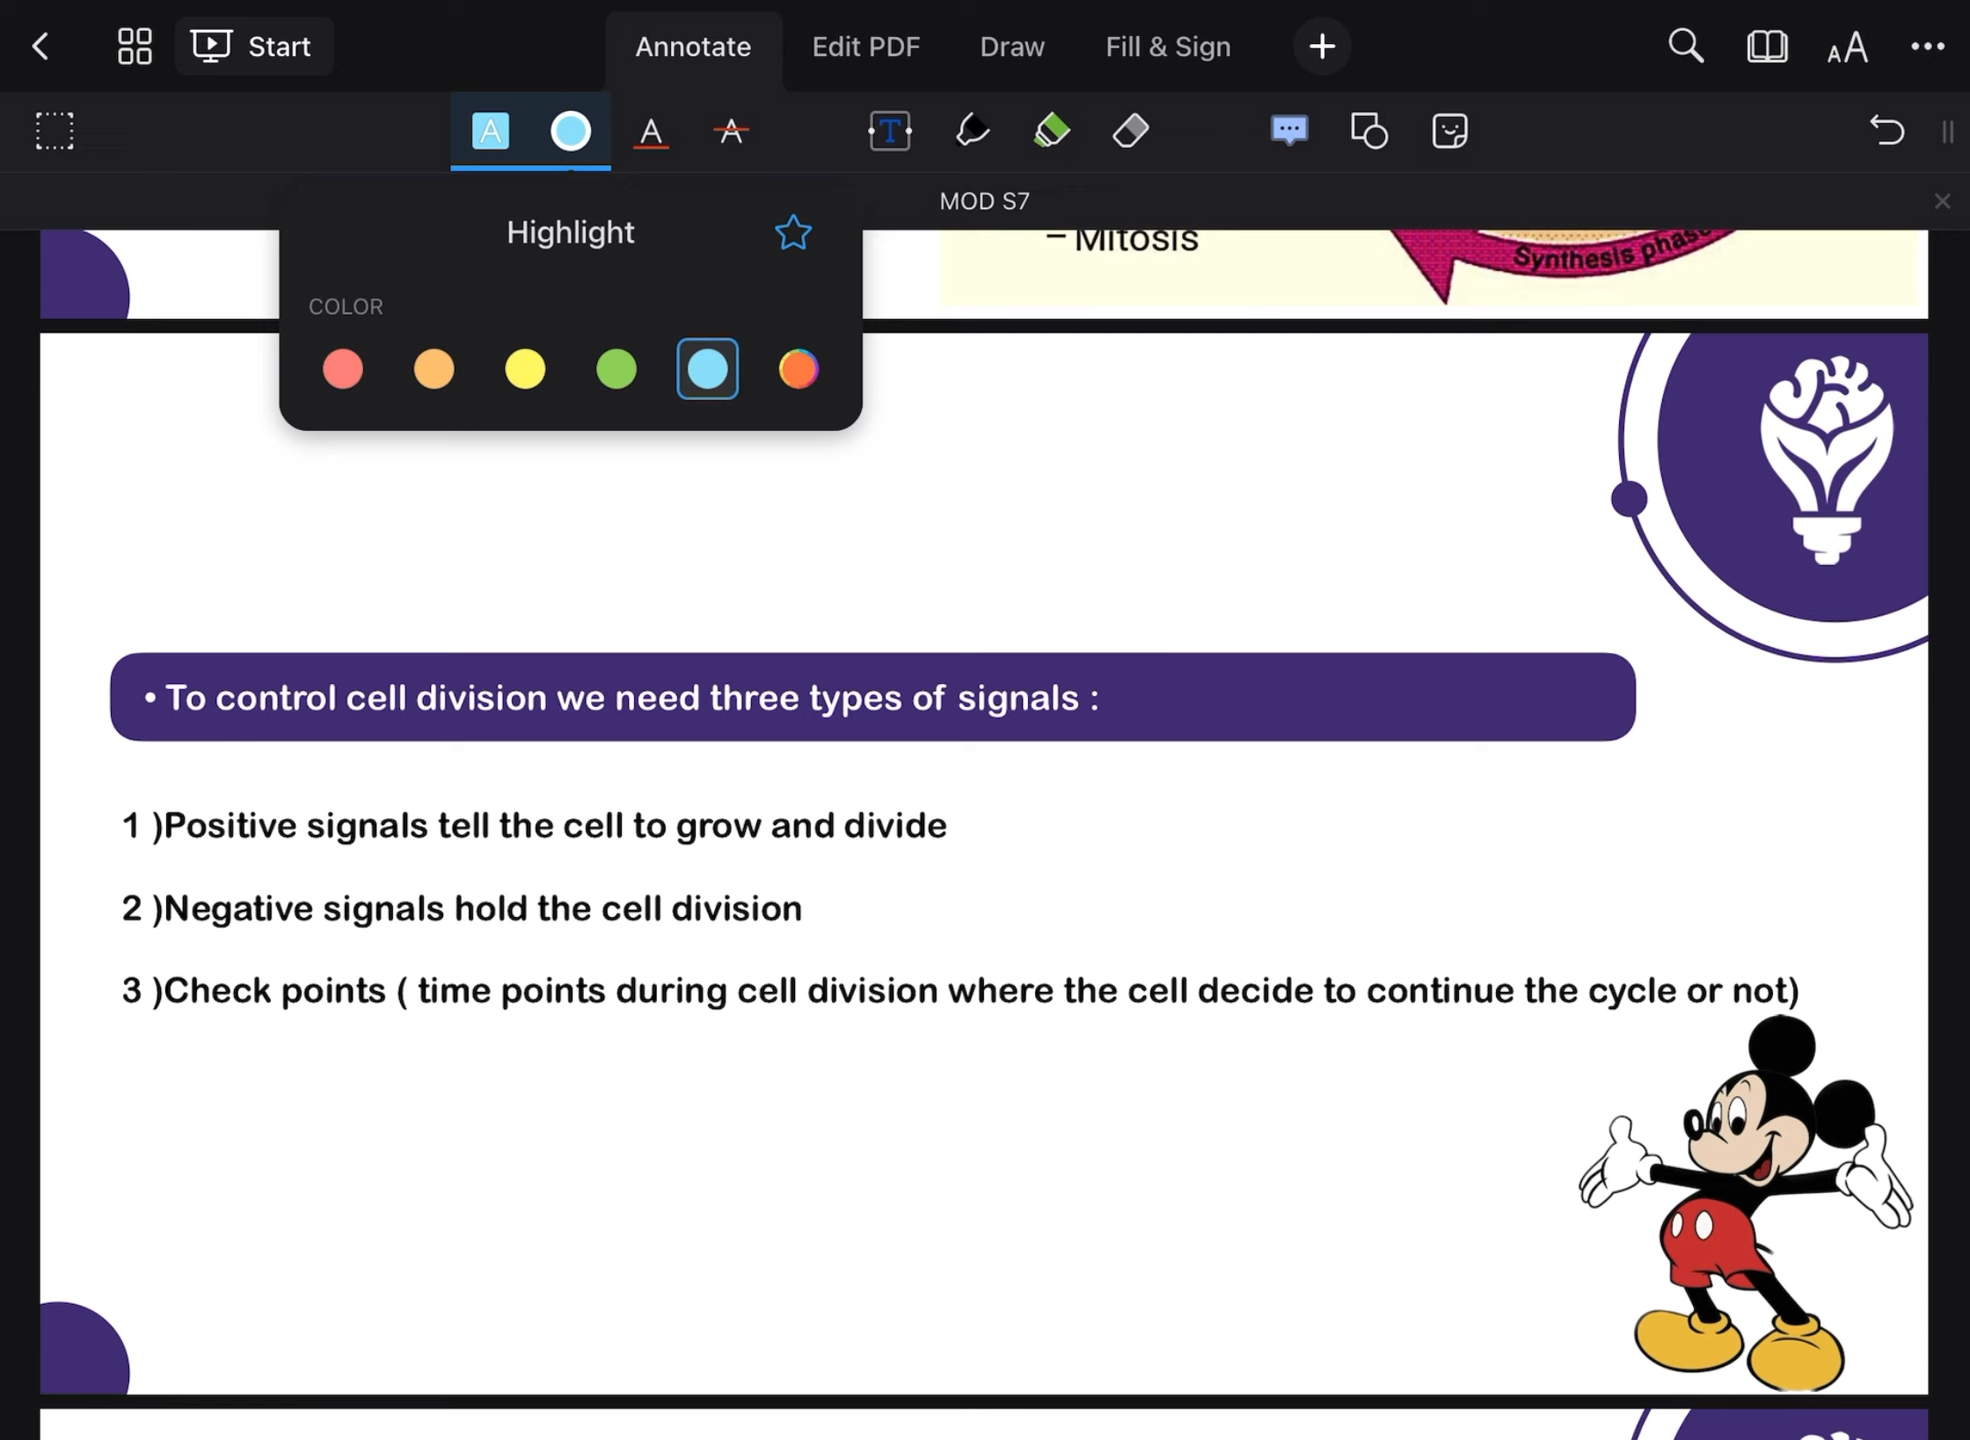 Start
Annotate
Edit PDF
Draw
Fill & Sign
AA
A
A
A
T
MOD S7
Highlight
COLOR
– Mitosis
Synthesis phase
• To control cell division we need three types of signals :
1 )Positive signals tell the cell to grow and divide
2 )Negative signals hold the cell division
3 )Check points ( time points during cell division where the cell decide to continue the cycle or not)